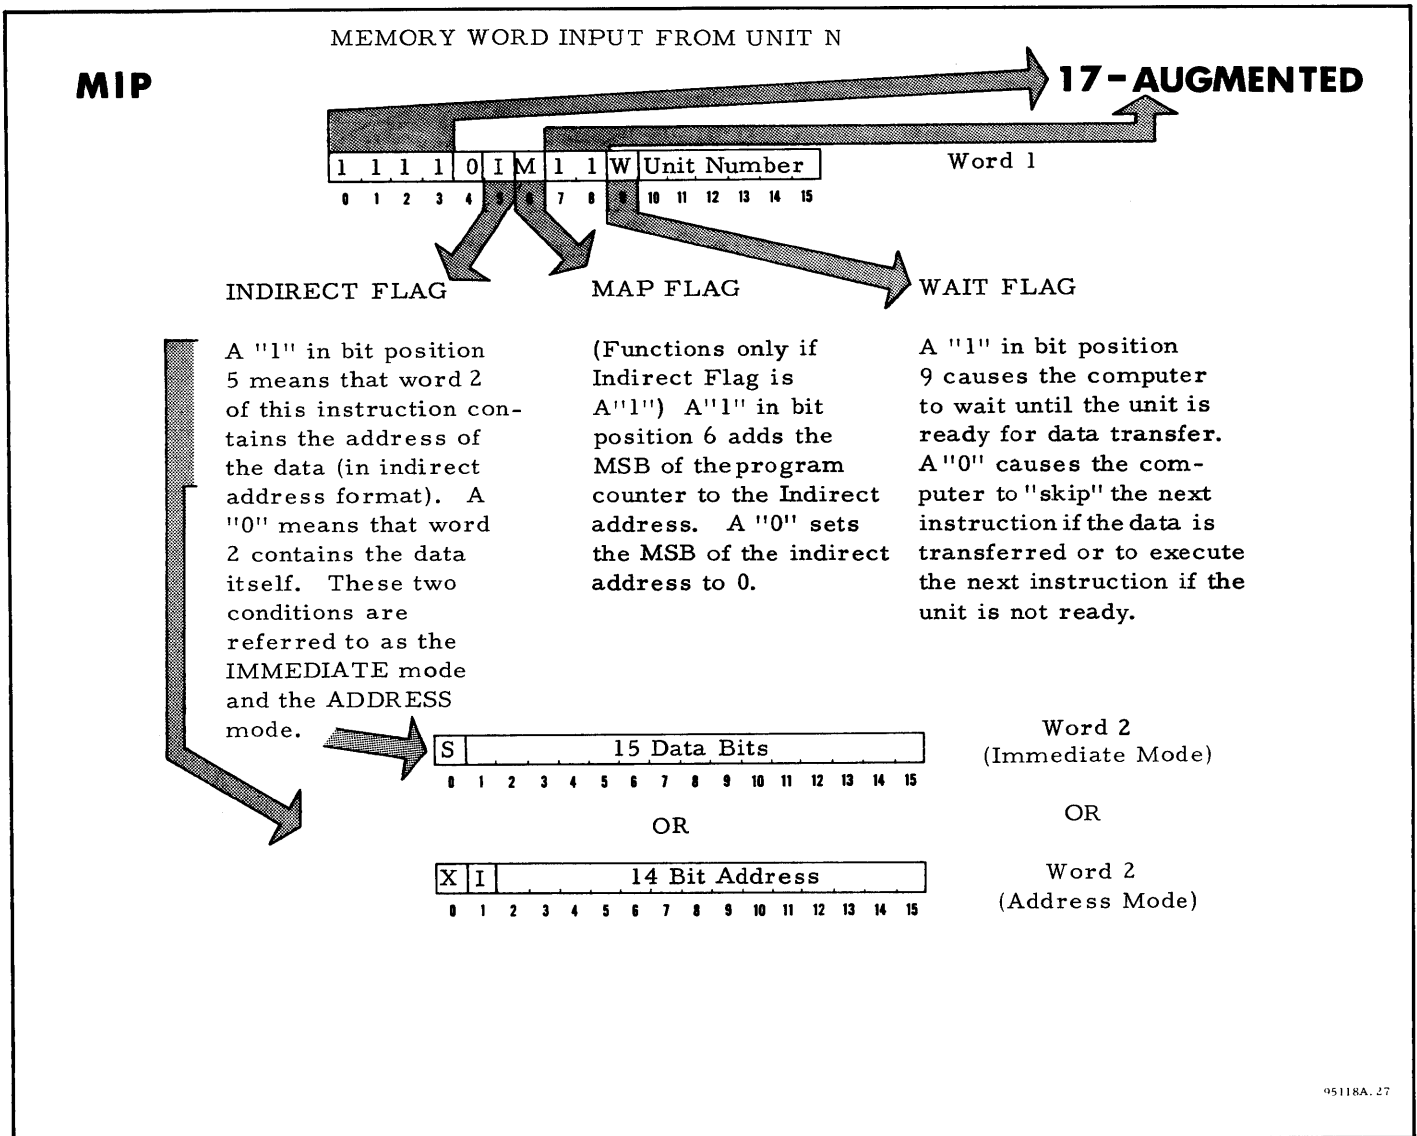 MEMORY WORD INPUT FROM UNIT N
MIP
17-AUGMENTED
1 1 1 1 0 I M 1 1 W Unit Number
Word 1
0 1 2 3 4 5 6 7 8 9 10 11 12 13 14 15
INDIRECT FLAG
A "1" in bit position
5 means that word 2
of this instruction con-
tains the address of
the data (in indirect
address format). A
"0" means that word
2 contains the data
itself. These two
conditions are
referred to as the
IMMEDIATE mode
and the ADDRESS
mode.
MAP FLAG
(Functions only if
Indirect Flag is
A"1") A"1" in bit
position 6 adds the
MSB of the program
counter to the Indirect
address. A "0" sets
the MSB of the indirect
address to 0.
WAIT FLAG
A "1" in bit position
9 causes the computer
to wait until the unit is
ready for data transfer.
A "0" causes the com-
puter to "skip" the next
instruction if the data is
transferred or to execute
the next instruction if the
unit is not ready.
S 15 Data Bits
0 1 2 3 4 5 6 7 8 9 10 11 12 13 14 15
Word 2
(Immediate Mode)
OR
OR
X I 14 Bit Address
0 1 2 3 4 5 6 7 8 9 10 11 12 13 14 15
Word 2
(Address Mode)
95118A.27